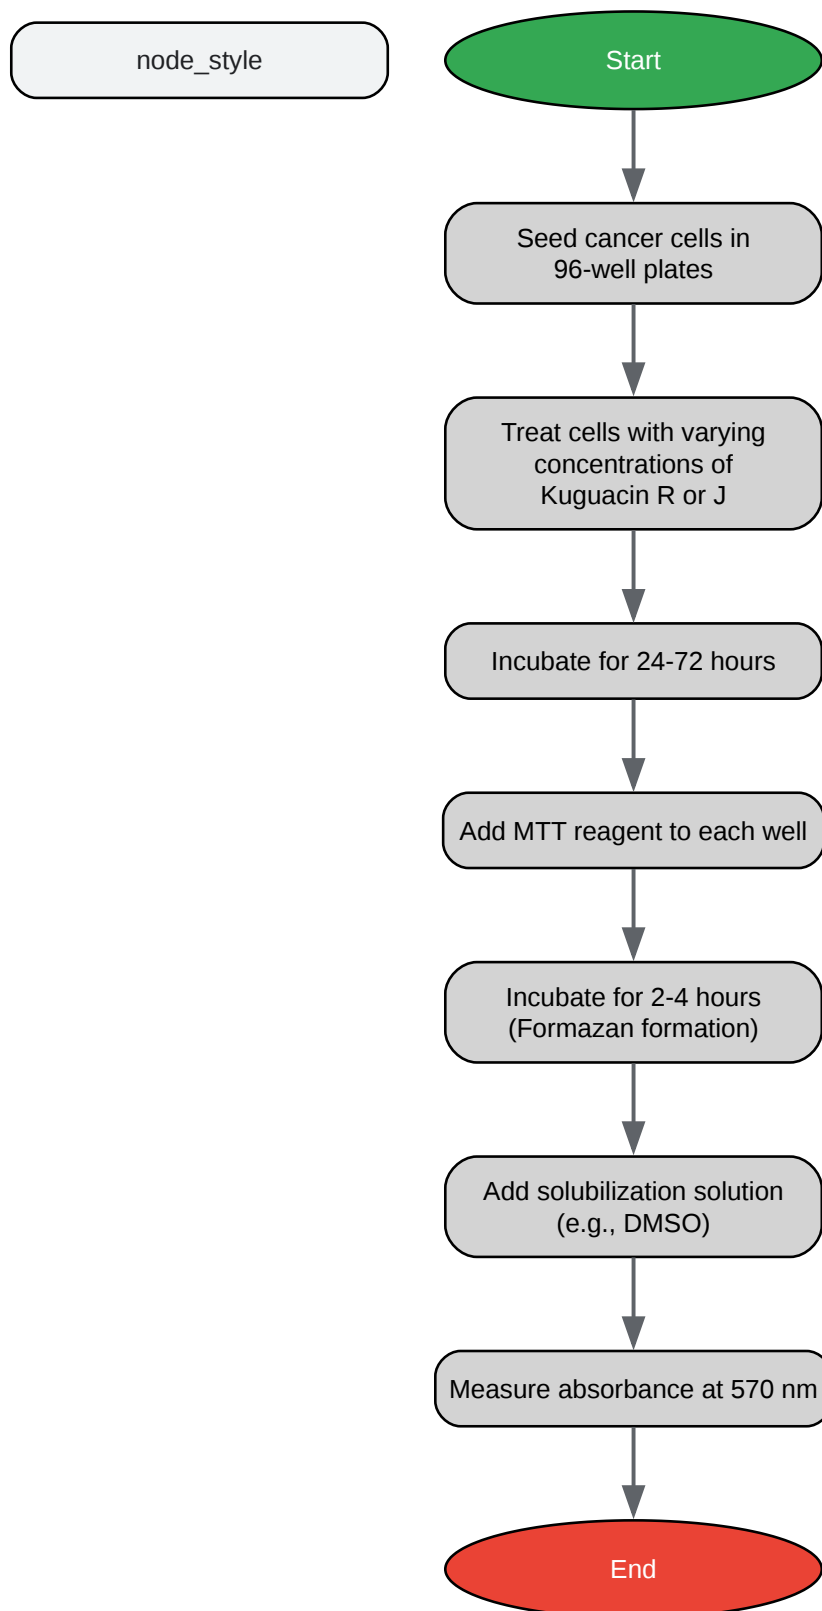 node_style
Start
Seed cancer cells in
96-well plates
Treat cells with varying
concentrations of
Kuguacin R or J
Incubate for 24-72 hours
Add MTT reagent to each well
Incubate for 2-4 hours
(Formazan formation)
Add solubilization solution
(e.g., DMSO)
Measure absorbance at 570 nm
End